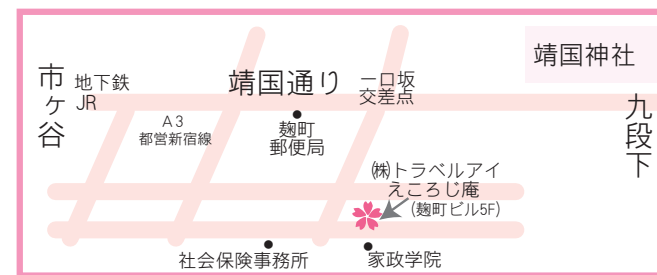 靖国神社
市ヶ谷
地下鉄
JR
靖国通り
一口坂
交差点
A3
都営新宿線
麹町
郵便局
九段下
㈱トラベルアイ
えころじ庵
(麹町ビル5F)
社会保険事務所
家政学院